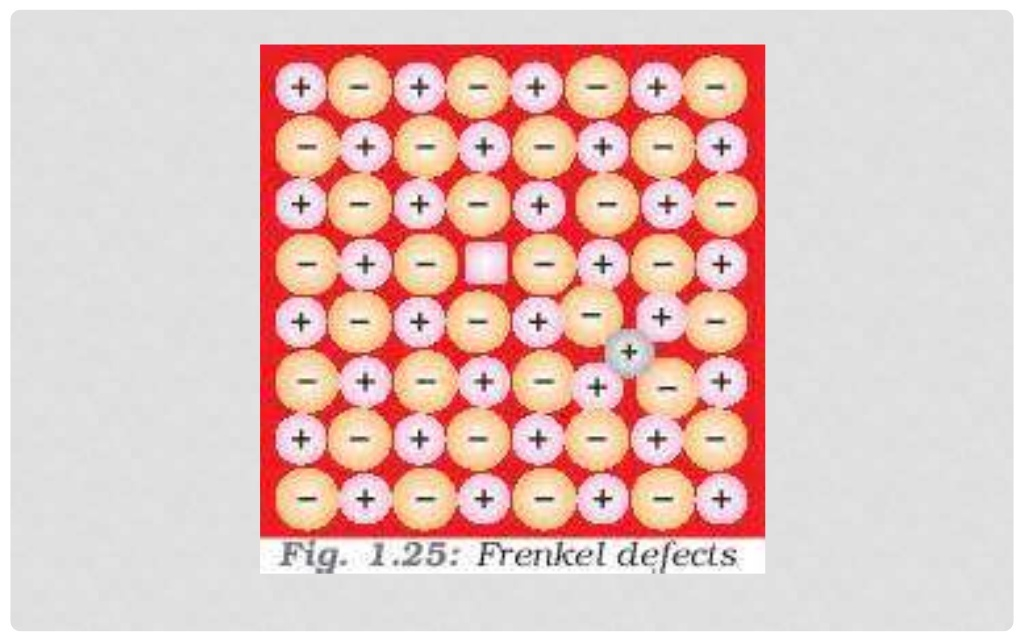 + − + − + − + −
− + − + − + − +
+ − + − + − + −
− + − − + − +
+ − + − + − + −
+
− + − + − + − +
+ − + − + − + −
− + − + − + − +
Fig. 1.25: Frenkel defects